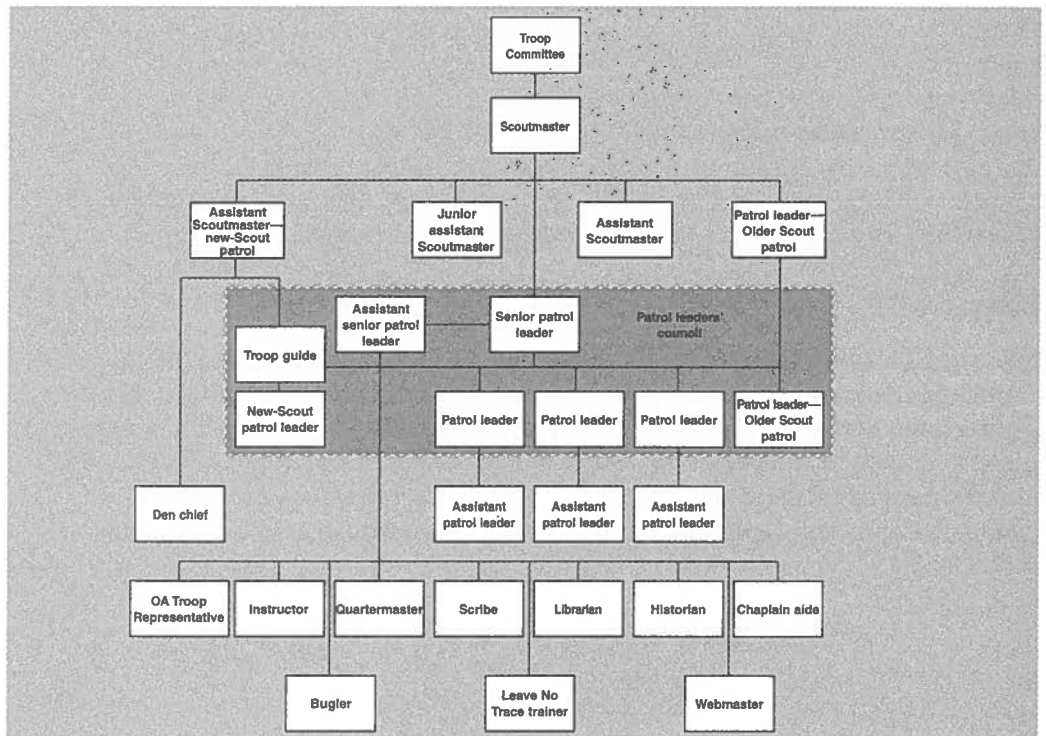 Troop
Committee
Scoutmaster
Assistant
Scoutmaster—
new-Scout
patrol
Junior
assistant
Scoutmaster
Assistant
Scoutmaster
Patrol leader—
Older Scout
patrol
Assistant
senior patrol
leader
Senior patrol
leader
Patrol leaders'
council
Troop guide
New-Scout
patrol leader
Patrol leader
Patrol leader
Patrol leader
Patrol leader—
Older Scout
patrol
Den chief
Assistant
patrol leader
Assistant
patrol leader
Assistant
patrol leader
OA Troop
Representative
Instructor
Quartermaster
Scribe
Librarian
Historian
Chaplain aide
Bugler
Leave No
Trace trainer
Webmaster